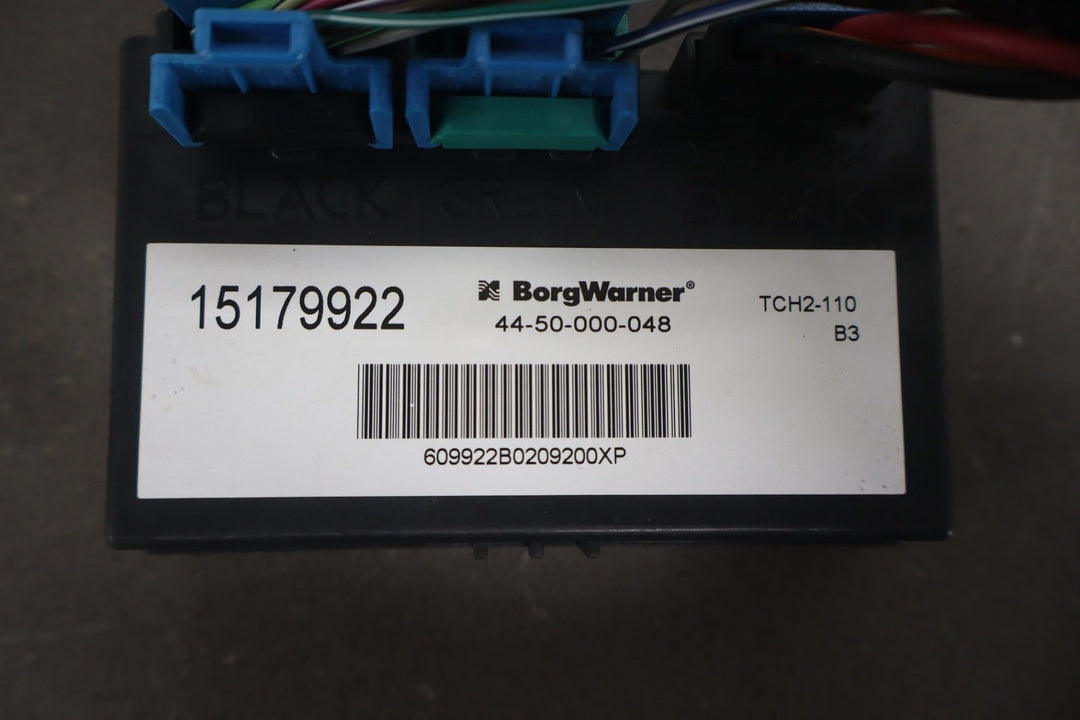 BLACK GREEN BLACK
15179922
BorgWarner®
44-50-000-048
TCH2-110
B3
609922B0209200XP